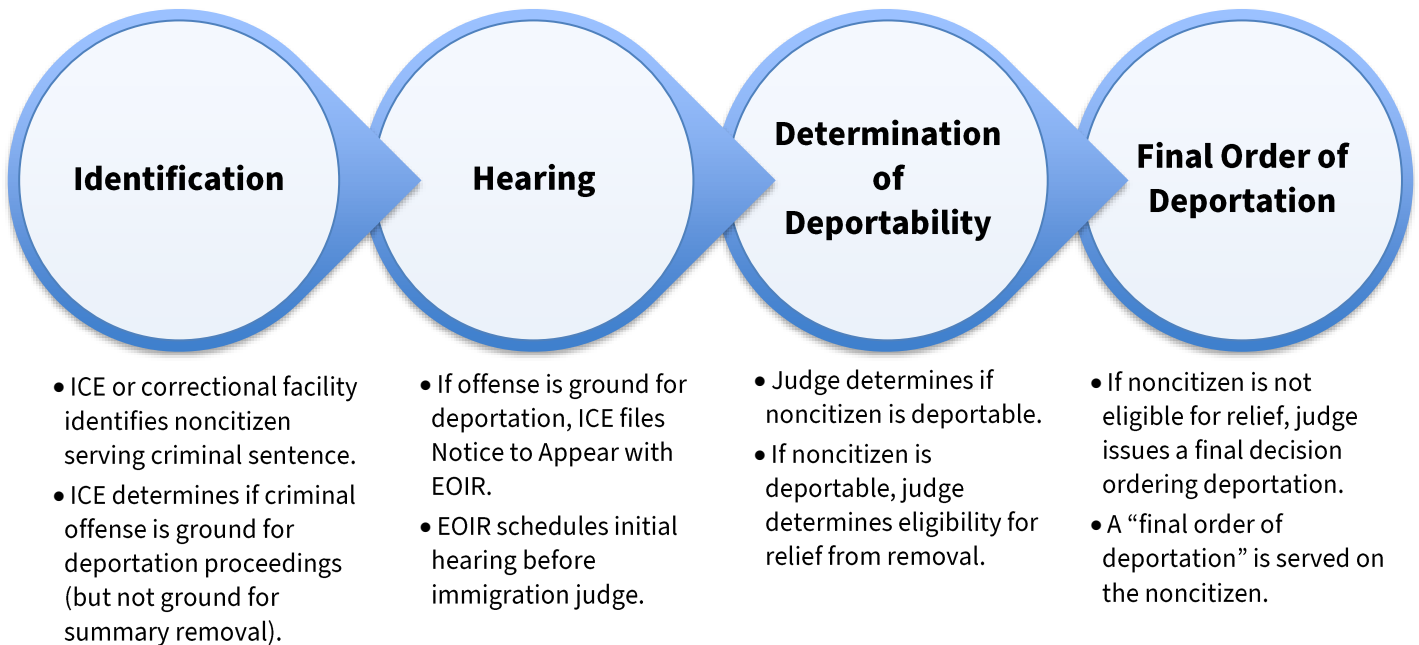 Identification
Hearing
Determination
of
Deportability
Final Order of
Deportation
• ICE or correctional facility
identifies noncitizen
serving criminal sentence.
• ICE determines if criminal
offense is ground for
deportation proceedings
(but not ground for
summary removal).
• If offense is ground for
deportation, ICE files
Notice to Appear with
EOIR.
• EOIR schedules initial
hearing before
immigration judge.
• Judge determines if
noncitizen is deportable.
• If noncitizen is
deportable, judge
determines eligibility for
relief from removal.
• If noncitizen is not
eligible for relief, judge
issues a final decision
ordering deportation.
• A “final order of
deportation” is served on
the noncitizen.